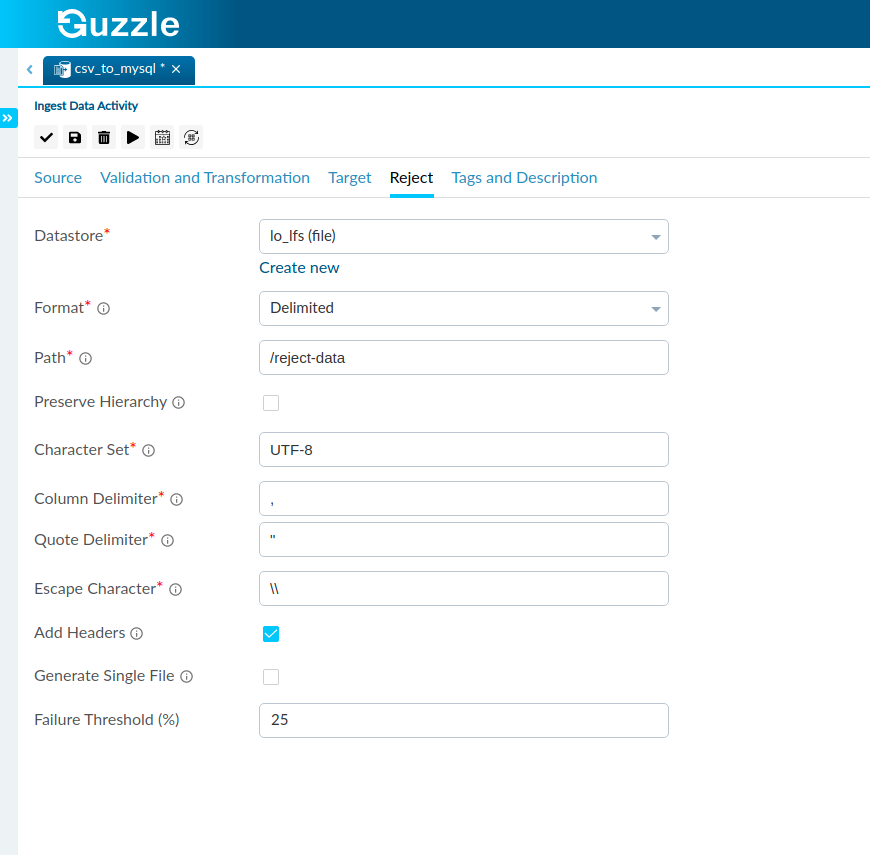 Guzzle
csv_to_mysql * ×
Ingest Data Activity
Source Validation and Transformation Target Reject Tags and Description
Datastore* lo_lfs (file)
Create new
Format* Delimited
Path* /reject-data
Preserve Hierarchy
Character Set* UTF-8
Column Delimiter* ,
Quote Delimiter* "
Escape Character* \\
Add Headers
Generate Single File
Failure Threshold (%) 25